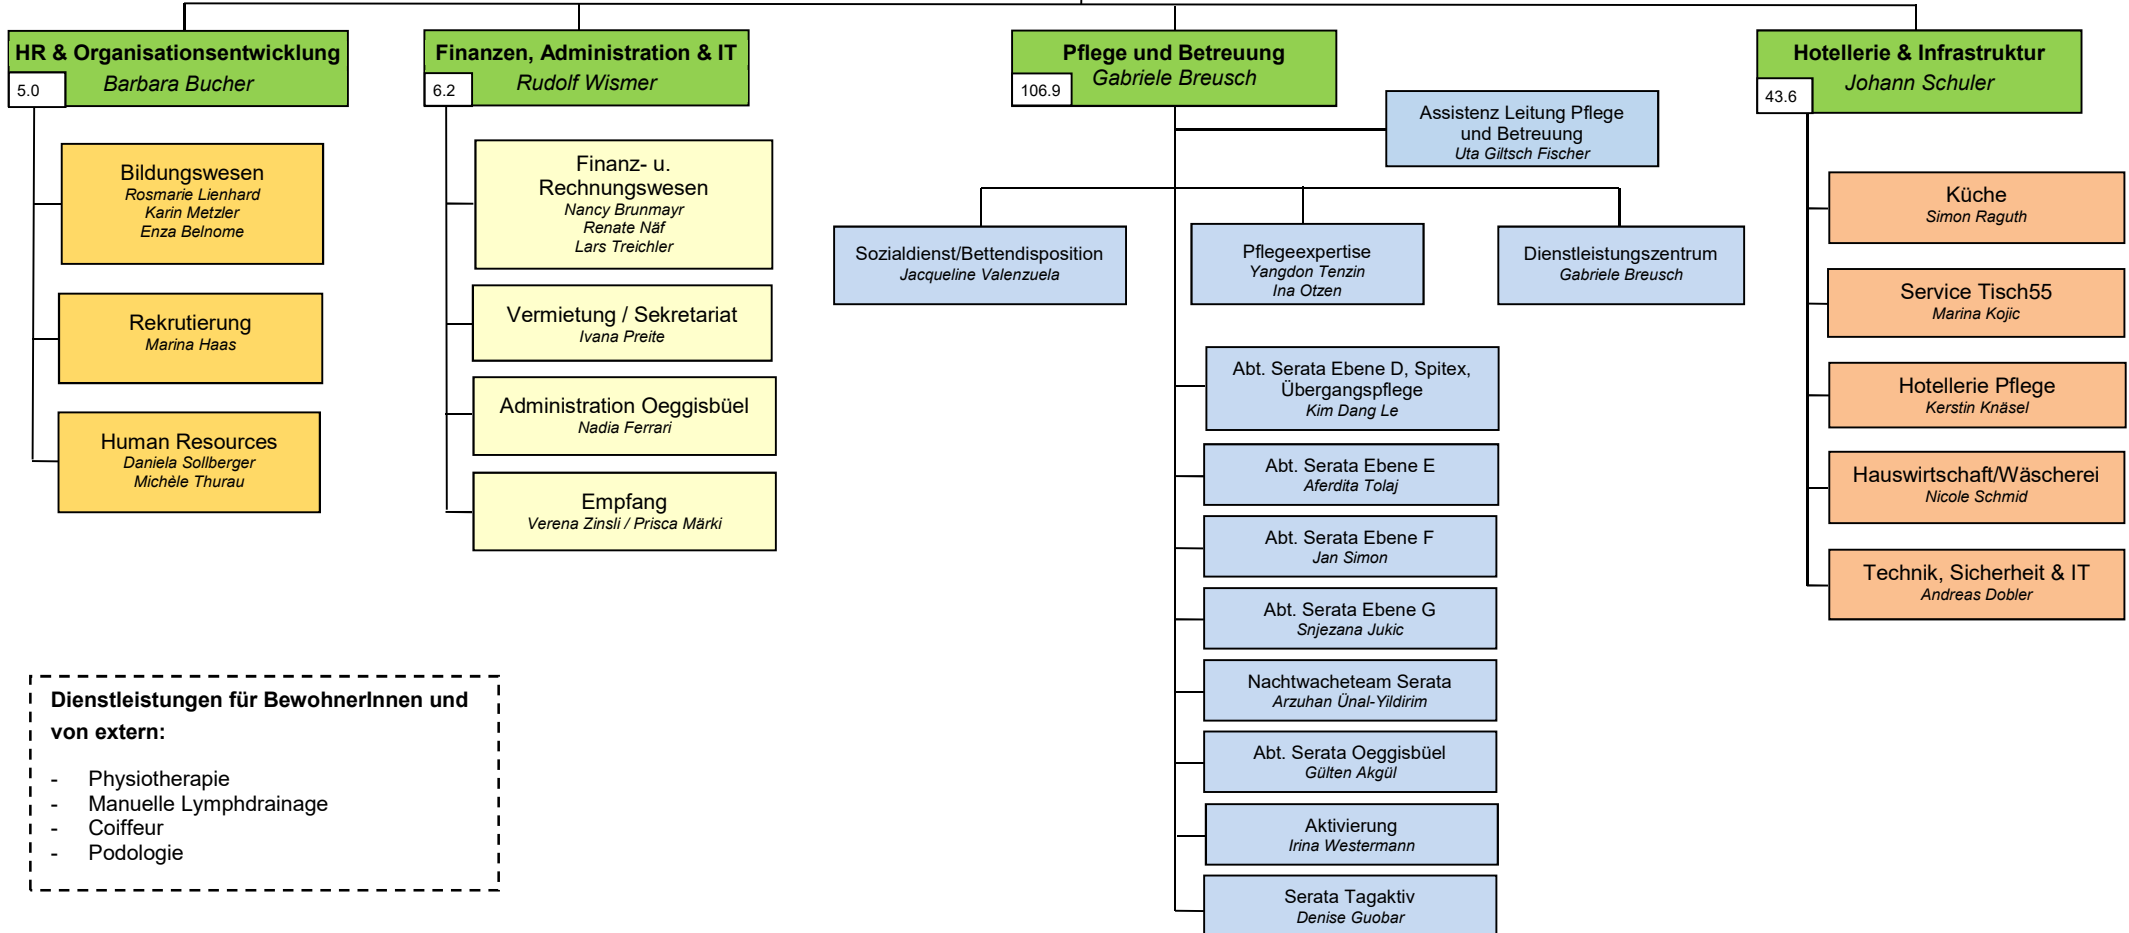 HR & Organisationsentwicklung
Barbara Bucher
5.0
Bildungswesen
Rosmarie Lienhard
Karin Metzler
Enza Belnome
Rekrutierung
Marina Haas
Human Resources
Daniela Sollberger
Michèle Thurau
Finanzen, Administration & IT
Rudolf Wismer
6.2
Finanz- u.
Rechnungswesen
Nancy Brunmayr
Renate Näf
Lars Treichler
Vermietung / Sekretariat
Ivana Preite
Administration Oeggisbüel
Nadia Ferrari
Empfang
Verena Zinsli / Prisca Märki
Pflege und Betreuung
Gabriele Breusch
106.9
Assistenz Leitung Pflege
und Betreuung
Uta Giltsch Fischer
Sozialdienst/Bettendisposition
Jacqueline Valenzuela
Pflegeexpertise
Yangdon Tenzin
Ina Otzen
Dienstleistungszentrum
Gabriele Breusch
Abt. Serata Ebene D, Spitex,
Übergangspflege
Kim Dang Le
Abt. Serata Ebene E
Aferdita Tolaj
Abt. Serata Ebene F
Jan Simon
Abt. Serata Ebene G
Snjezana Jukic
Nachtwacheteam Serata
Arzuhan Ünal-Yildirim
Abt. Serata Oeggisbüel
Gülten Akgül
Aktivierung
Irina Westermann
Serata Tagaktiv
Denise Guobar
Hotellerie & Infrastruktur
Johann Schuler
43.6
Küche
Simon Raguth
Service Tisch55
Marina Kojic
Hotellerie Pflege
Kerstin Knäsel
Hauswirtschaft/Wäscherei
Nicole Schmid
Technik, Sicherheit & IT
Andreas Dobler
Dienstleistungen für BewohnerInnen und
von extern:
- Physiotherapie
- Manuelle Lymphdrainage
- Coiffeur
- Podologie